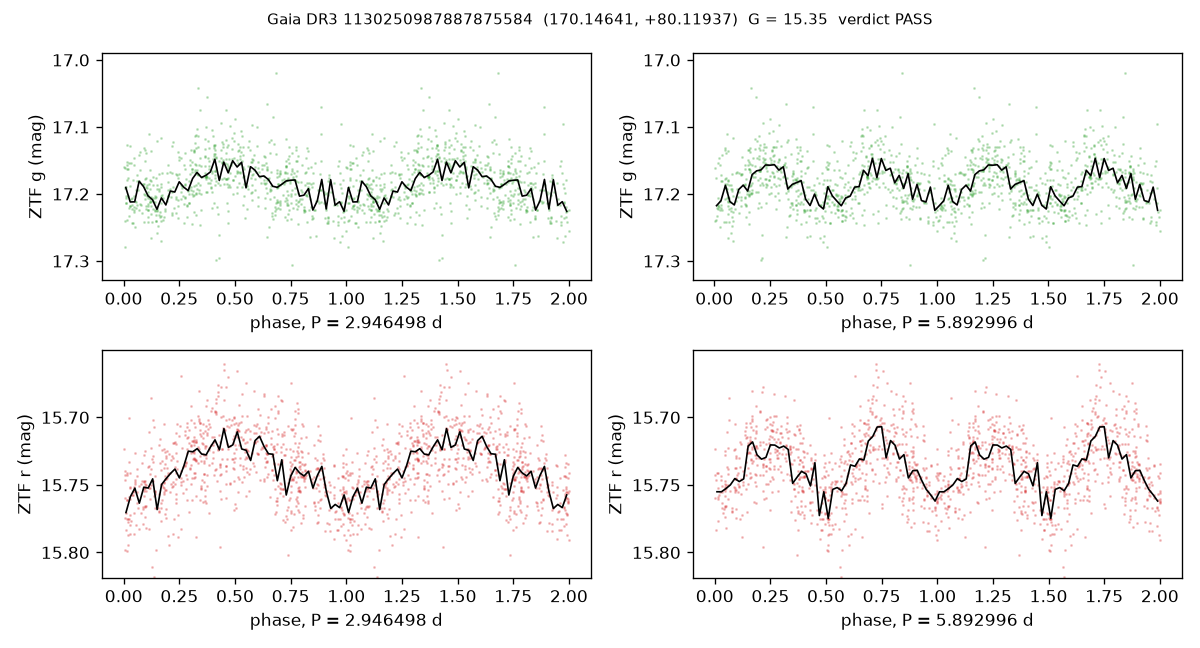 Gaia DR3 1130250987887875584  (170.14641, +80.11937)  G = 15.35  verdict PASS
ZTF g (mag)
17.0
17.1
17.2
17.3
0.00 0.25 0.50 0.75 1.00 1.25 1.50 1.75 2.00
phase, P = 2.946498 d
ZTF g (mag)
17.0
17.1
17.2
17.3
0.00 0.25 0.50 0.75 1.00 1.25 1.50 1.75 2.00
phase, P = 5.892996 d
ZTF r (mag)
15.70
15.75
15.80
0.00 0.25 0.50 0.75 1.00 1.25 1.50 1.75 2.00
phase, P = 2.946498 d
ZTF r (mag)
15.70
15.75
15.80
0.00 0.25 0.50 0.75 1.00 1.25 1.50 1.75 2.00
phase, P = 5.892996 d